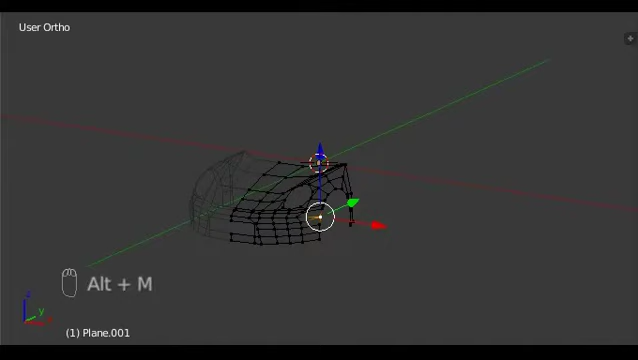 User Ortho
Alt + M
z
y
(1) Plane.001